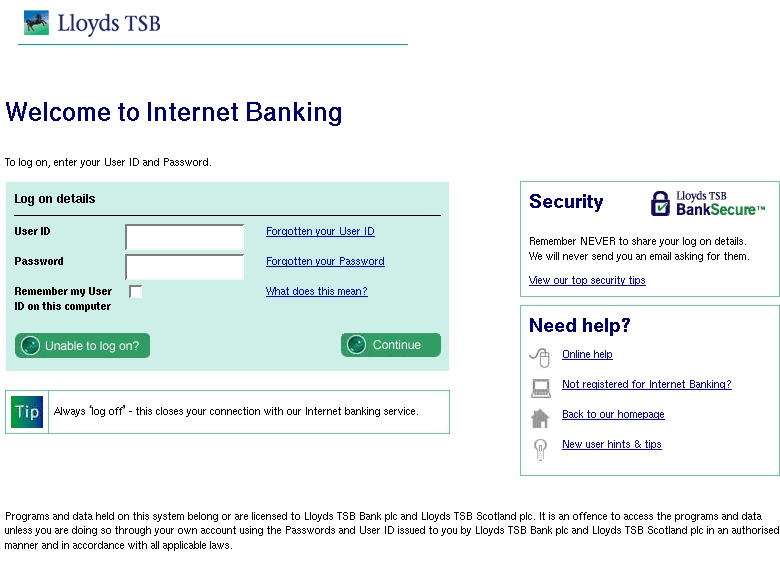 Lloyds TSB
Welcome to Internet Banking
To log on, enter your User ID and Password.
Log on details
User ID
Forgotten your User ID
Password
Forgotten your Password
Remember my User
ID on this computer
What does this mean?
Unable to log on?
Continue
Tip
Always 'log off' - this closes your connection with our Internet banking service.
Security
Lloyds TSB
BankSecure™
Remember NEVER to share your log on details.
We will never send you an email asking for them.
View our top security tips
Need help?
Online help
Not registered for Internet Banking?
Back to our homepage
New user hints & tips
Programs and data held on this system belong or are licensed to Lloyds TSB Bank plc and Lloyds TSB Scotland plc. It is an offence to access the programs and data
unless you are doing so through your own account using the Passwords and User ID issued to you by Lloyds TSB Bank plc and Lloyds TSB Scotland plc in an authorised
manner and in accordance with all applicable laws.